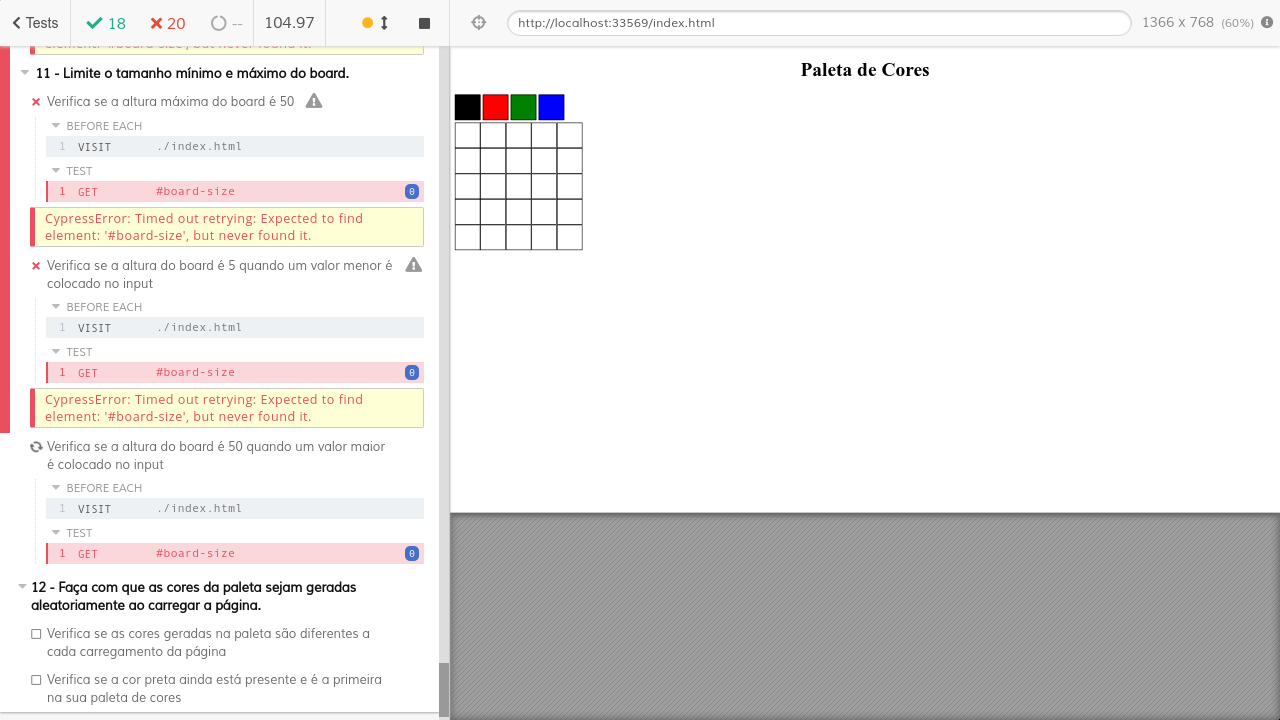 Tests 18 20 -- 104.97
http://localhost:33569/index.html 1366 x 768 (60%)
element: '#board-size', but never found it.
11 - Limite o tamanho mínimo e máximo do board.
Verifica se a altura máxima do board é 50
BEFORE EACH
1 VISIT ./index.html
TEST
1 GET #board-size 0
CypressError: Timed out retrying: Expected to find
element: '#board-size', but never found it.
Verifica se a altura do board é 5 quando um valor menor é
colocado no input
BEFORE EACH
1 VISIT ./index.html
TEST
1 GET #board-size 0
CypressError: Timed out retrying: Expected to find
element: '#board-size', but never found it.
Verifica se a altura do board é 50 quando um valor maior
é colocado no input
BEFORE EACH
1 VISIT ./index.html
TEST
1 GET #board-size 0
12 - Faça com que as cores da paleta sejam geradas
aleatoriamente ao carregar a página.
Verifica se as cores geradas na paleta são diferentes a
cada carregamento da página
Verifica se a cor preta ainda está presente e é a primeira
na sua paleta de cores
Paleta de Cores